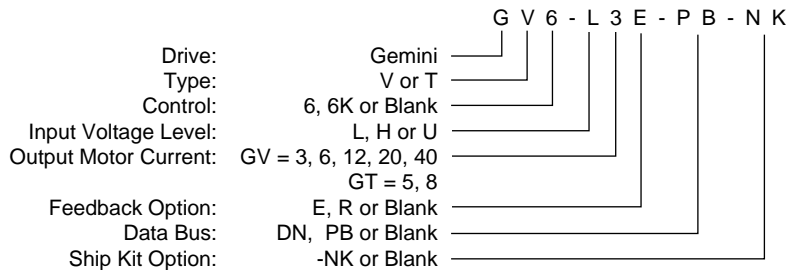 G V 6 - L 3 E - P B - N K
Drive: Gemini
Type: V or T
Control: 6, 6K or Blank
Input Voltage Level: L, H or U
Output Motor Current: GV = 3, 6, 12, 20, 40
GT = 5, 8
Feedback Option: E, R or Blank
Data Bus: DN, PB or Blank
Ship Kit Option: -NK or Blank